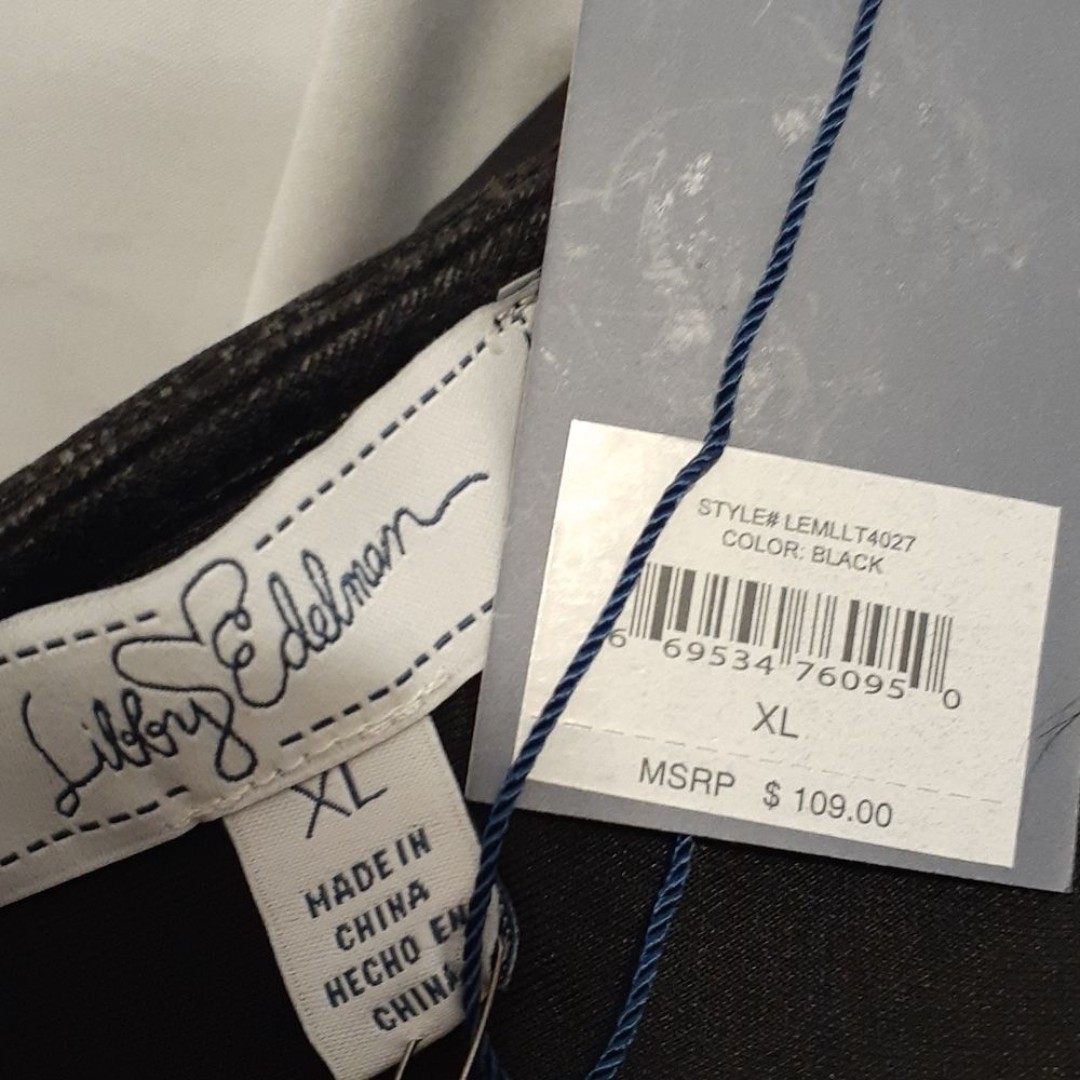 Libby Edelman
XL
MADE IN
CHINA
HECHO EN
CHINA
STYLE# LEMLLT4027
COLOR: BLACK
6 69534 76095 0
XL
MSRP $ 109.00